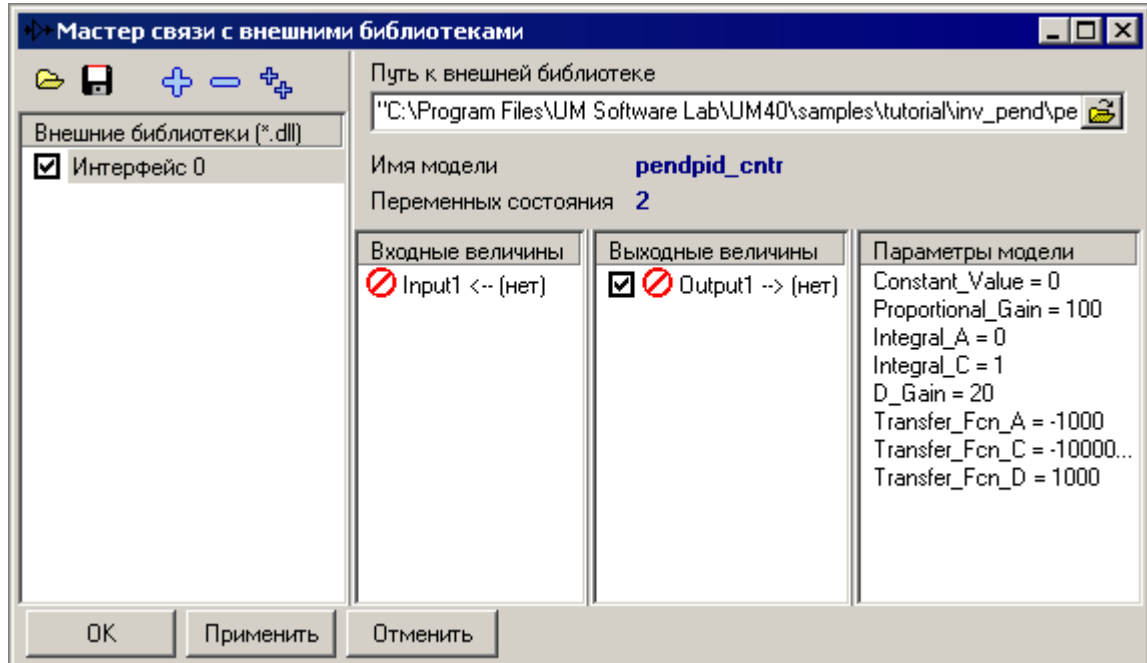 Мастер связи с внешними библиотеками
Внешние библиотеки (*.dll)
Интерфейс 0
Путь к внешней библиотеке
"C:\Program Files\UM Software Lab\UM40\samples\tutorial\inv_pend\pe
Имя модели pendpid_cntr
Переменных состояния 2
Входные величины
Input1 <-- (нет)
Выходные величины
Output1 --> (нет)
Параметры модели
Constant_Value = 0
Proportional_Gain = 100
Integral_A = 0
Integral_C = 1
D_Gain = 20
Transfer_Fcn_A = -1000
Transfer_Fcn_C = -10000...
Transfer_Fcn_D = 1000
OK Применить Отменить